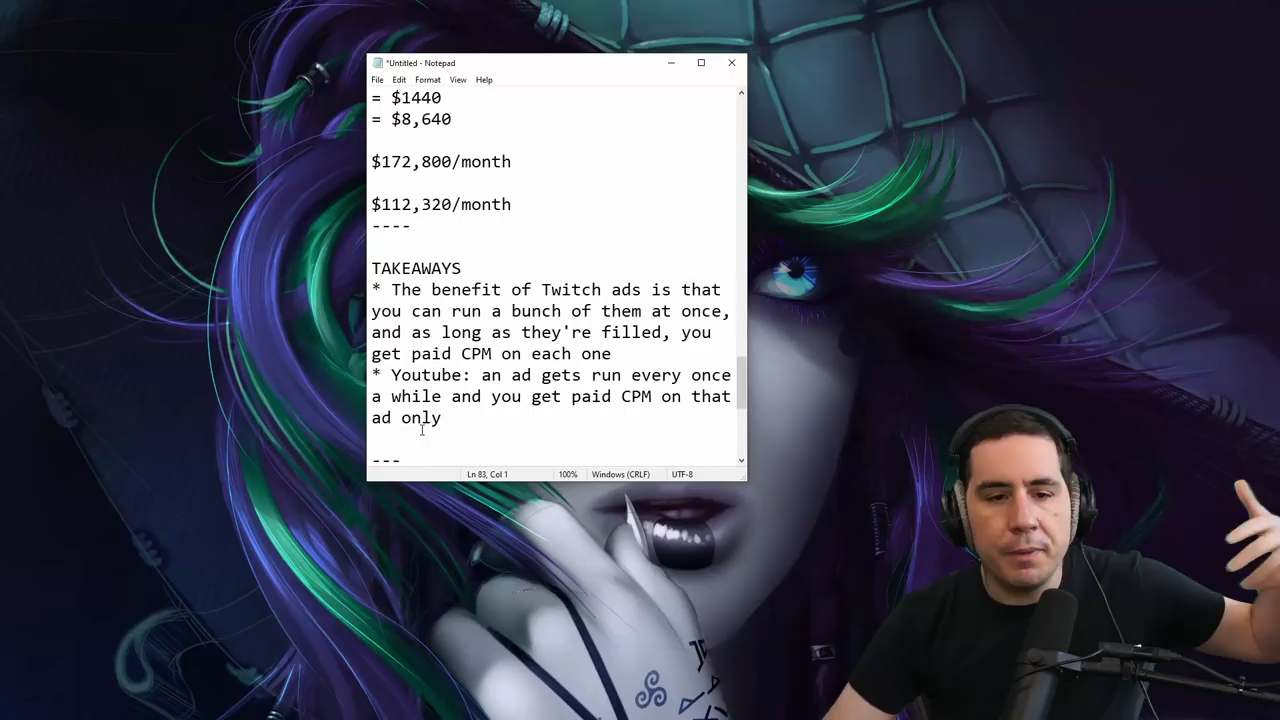 *Untitled - Notepad
File Edit Format View Help
= $1440
= $8,640
$172,800/month
$112,320/month
----
TAKEAWAYS
* The benefit of Twitch ads is that
you can run a bunch of them at once,
and as long as they're filled, you
get paid CPM on each one
* Youtube: an ad gets run every once
a while and you get paid CPM on that
ad only
---
Ln 83, Col 1 100% Windows (CRLF) UTF-8